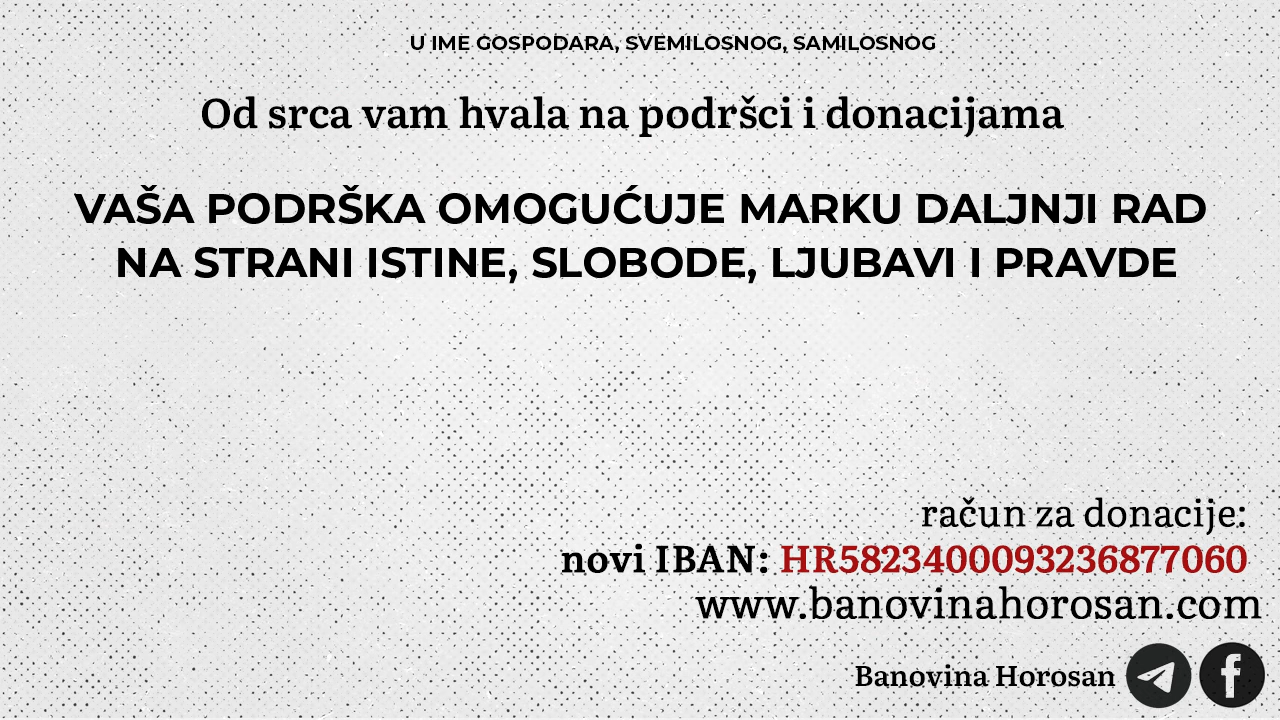 U IME GOSPODARA, SVEMILOSNOG, SAMILOSNOG
Od srca vam hvala na podršci i donacijama
VAŠA PODRŠKA OMOGUĆUJE MARKU DALJNJI RAD
NA STRANI ISTINE, SLOBODE, LJUBAVI I PRAVDE
račun za donacije:
novi IBAN: HR5823400093236877060
www.banovinahorosan.com
Banovina Horosan